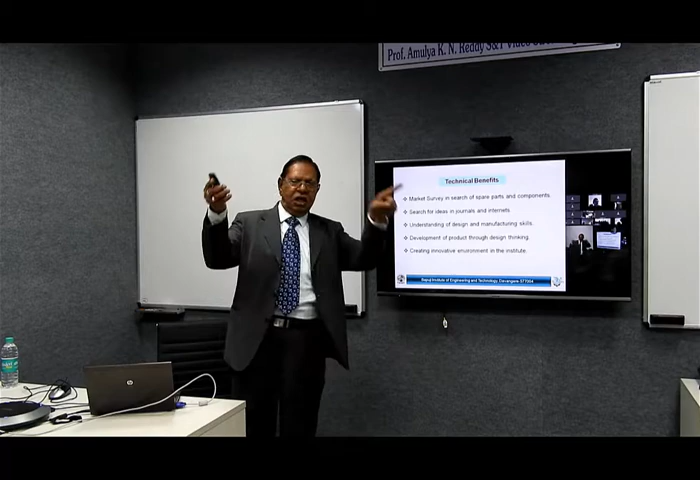 Prof. Amulya K. N. Reddy S&T Video
Technical Benefits
Market Survey in search of spare parts and components.
Search for ideas in journals and internets.
Understanding of design and manufacturing skills.
Development of product through design thinking.
Creating innovative environment in the institute.
Institute of Engineering and Technology, Davangere-577004
hp